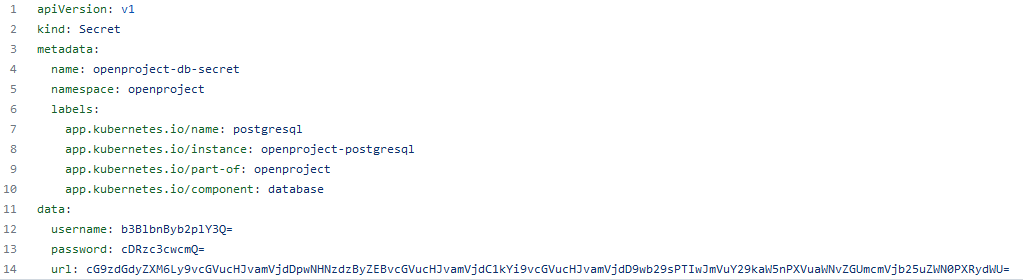 1 apiVersion: v1
2 kind: Secret
3 metadata:
4 name: openproject-db-secret
5 namespace: openproject
6 labels:
7 app.kubernetes.io/name: postgresql
8 app.kubernetes.io/instance: openproject-postgresql
9 app.kubernetes.io/part-of: openproject
10 app.kubernetes.io/component: database
11 data:
12 username: b3BlbnByb2plY3Q=
13 password: cDRzc3cwcmQ=
14 url: cG9zdGdyZXM6Ly9vcGVucHJvamVjdDpwNHNzdzByZEBvcGVucHJvamVjdC1kYi9vcGVucHJvamVjdD9wb29sPTIwJmVuY29kaW5nPXVuaWNvZGUmcmVjb25uZWN0PXRydWU=